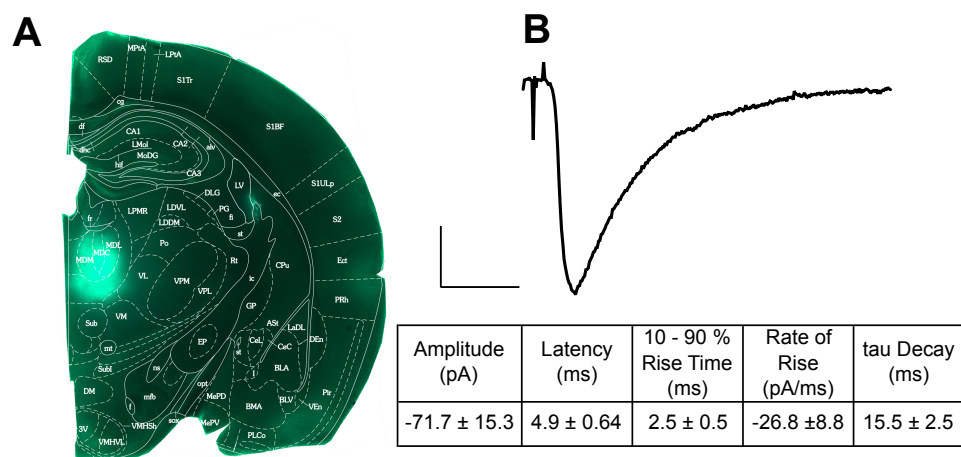 A
B
MPtA
LPtA
RSD
S1Tr
cg
S1BF
df
CA1
CA2
alv
LMol
dhc
MoDG
hif
CA3
ec
S1ULp
DLG
LV
PG
fi
LPMR
LDVL
S2
fr
LDDM
st
MDL
Po
MDC
MDM
Rt
CPu
Ect
VL
VPM
ic
VPL
PRh
GP
VM
Sub
ASt
LaDL
DEn
EP
CeL
CeC
mt
st
I
SubI
BLA
ns
opt
DM
mfb
MePD
Pir
BLV
VEn
f
BMA
3V
VMHSh
sox
MePV
PLCo
VMHVL
Amplitude (pA)
Latency (ms)
10 - 90 % Rise Time (ms)
Rate of Rise (pA/ms)
tau Decay (ms)
-71.7 ± 15.3
4.9 ± 0.64
2.5 ± 0.5
-26.8 ±8.8
15.5 ± 2.5